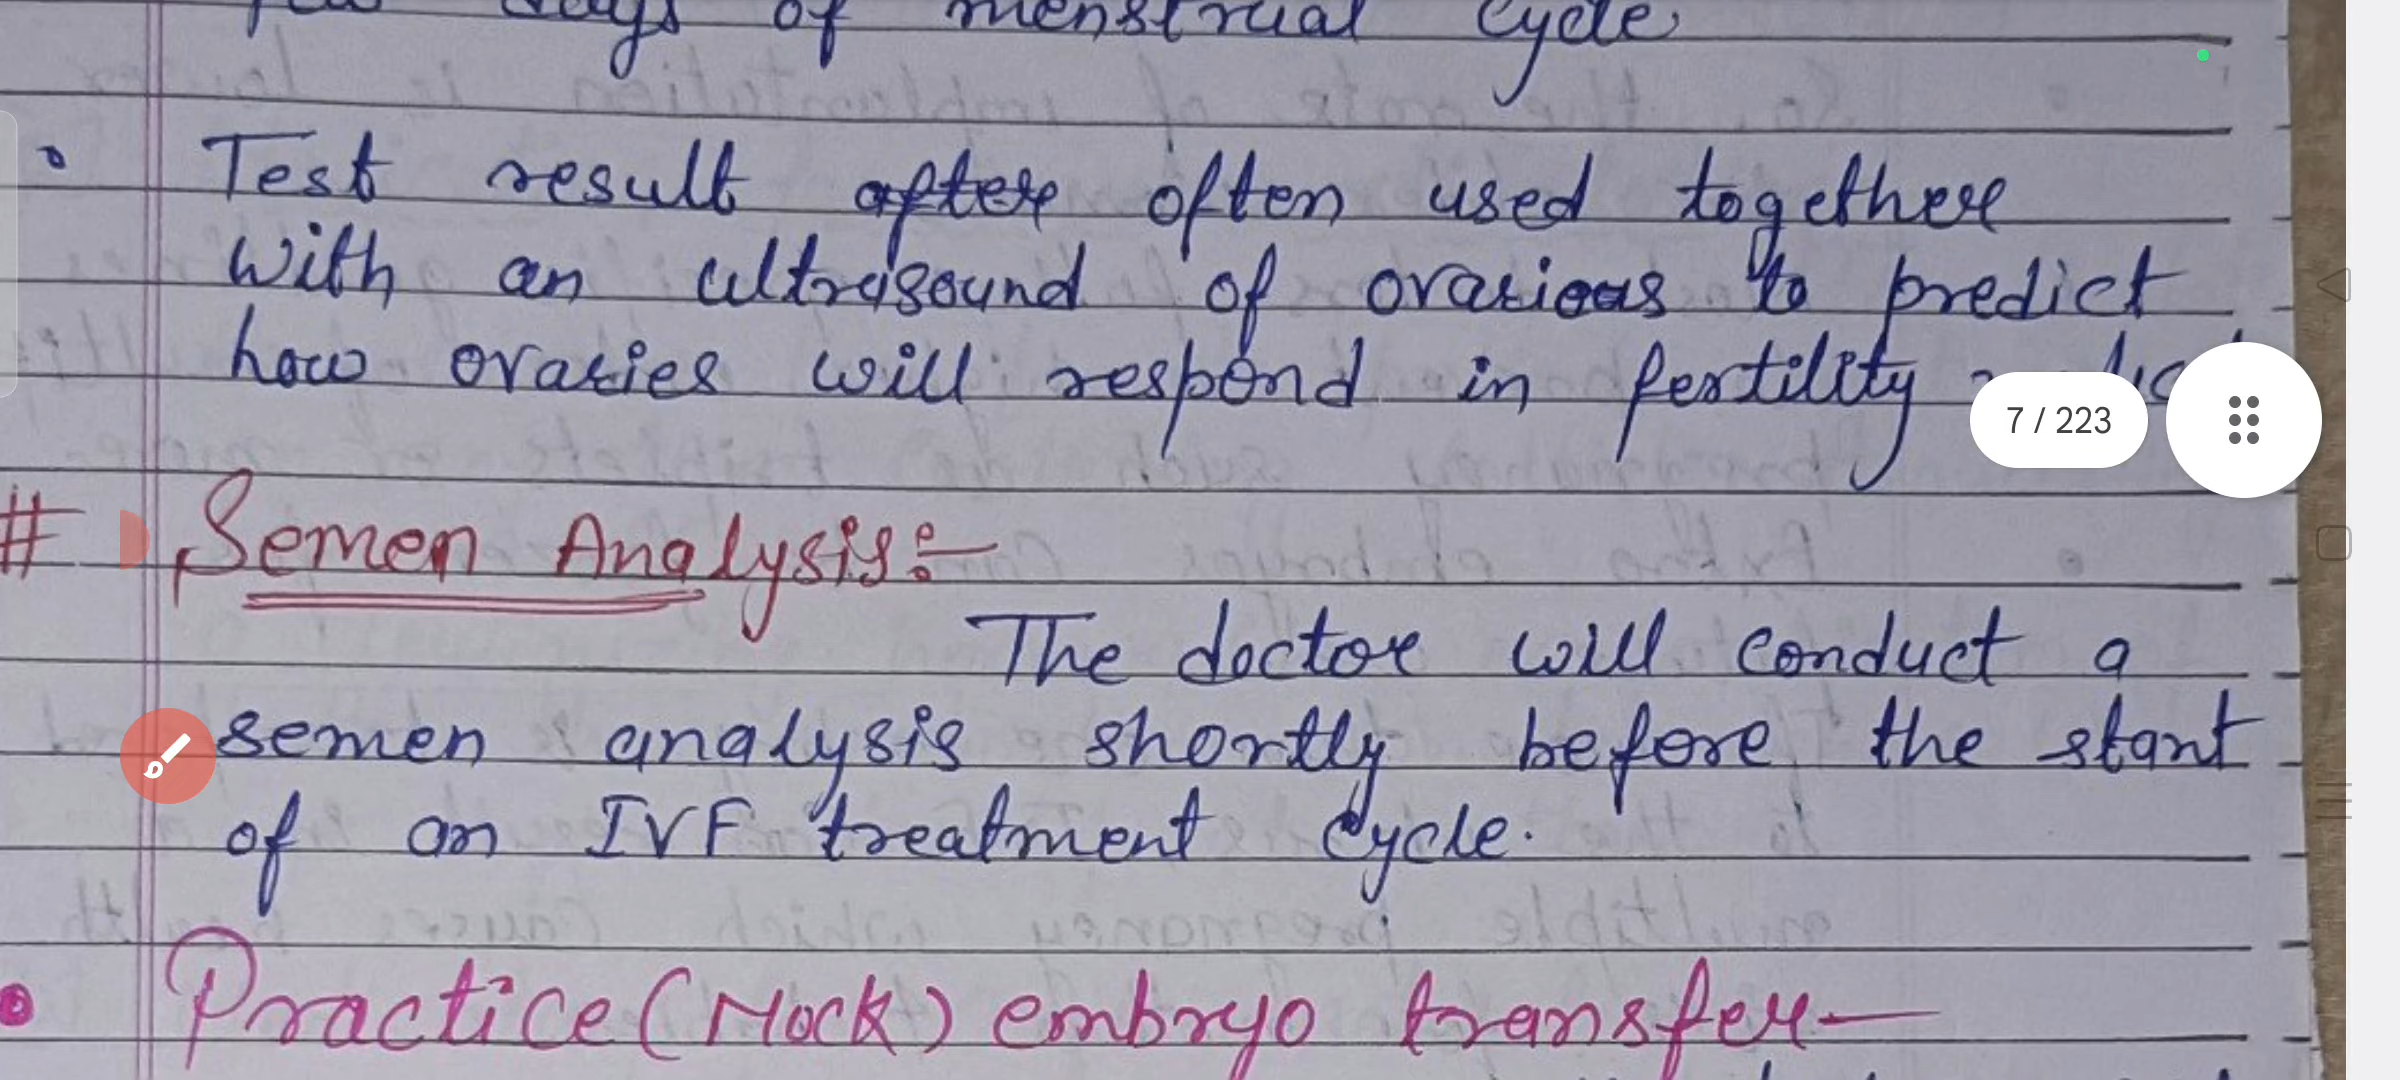 few days of menstrual cycle
• Test result after often used together
with an ultrasound of ovarious to predict
how ovaries will respond in fertility
7 / 223
# Semen Analysis:-
The doctor will conduct a
semen analysis shortly before the start
of an IVF treatment cycle.
• Practice (Mock) embryo transfer—